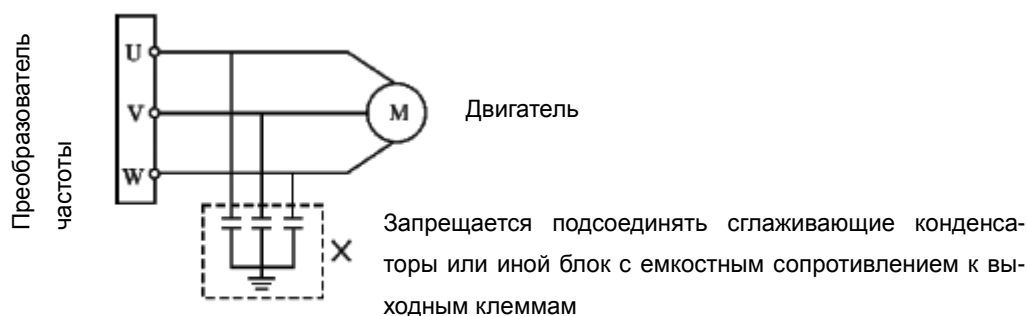 Преобразователь
частоты
U
V
W
M
Двигатель
Запрещается подсоединять сглаживающие конденса-
торы или иной блок с емкостным сопротивлением к вы-
ходным клеммам